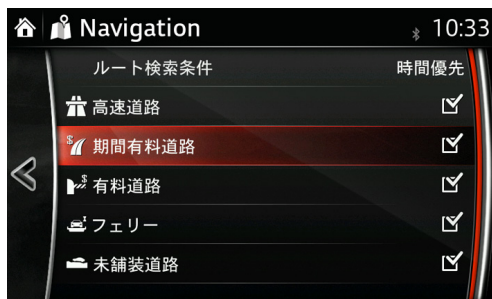 Navigation 10:33
ルート検索条件 時間優先
高速道路
期間有料道路
有料道路
フェリー
未舗装道路